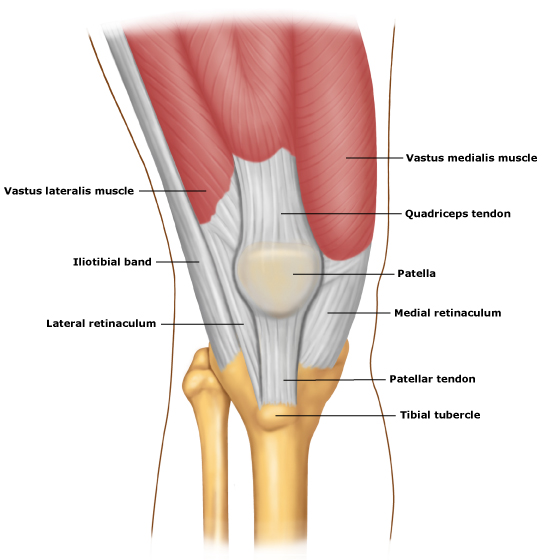 Vastus medialis muscle
Vastus lateralis muscle
Quadriceps tendon
Iliotibial band
Patella
Medial retinaculum
Lateral retinaculum
Patellar tendon
Tibial tubercle